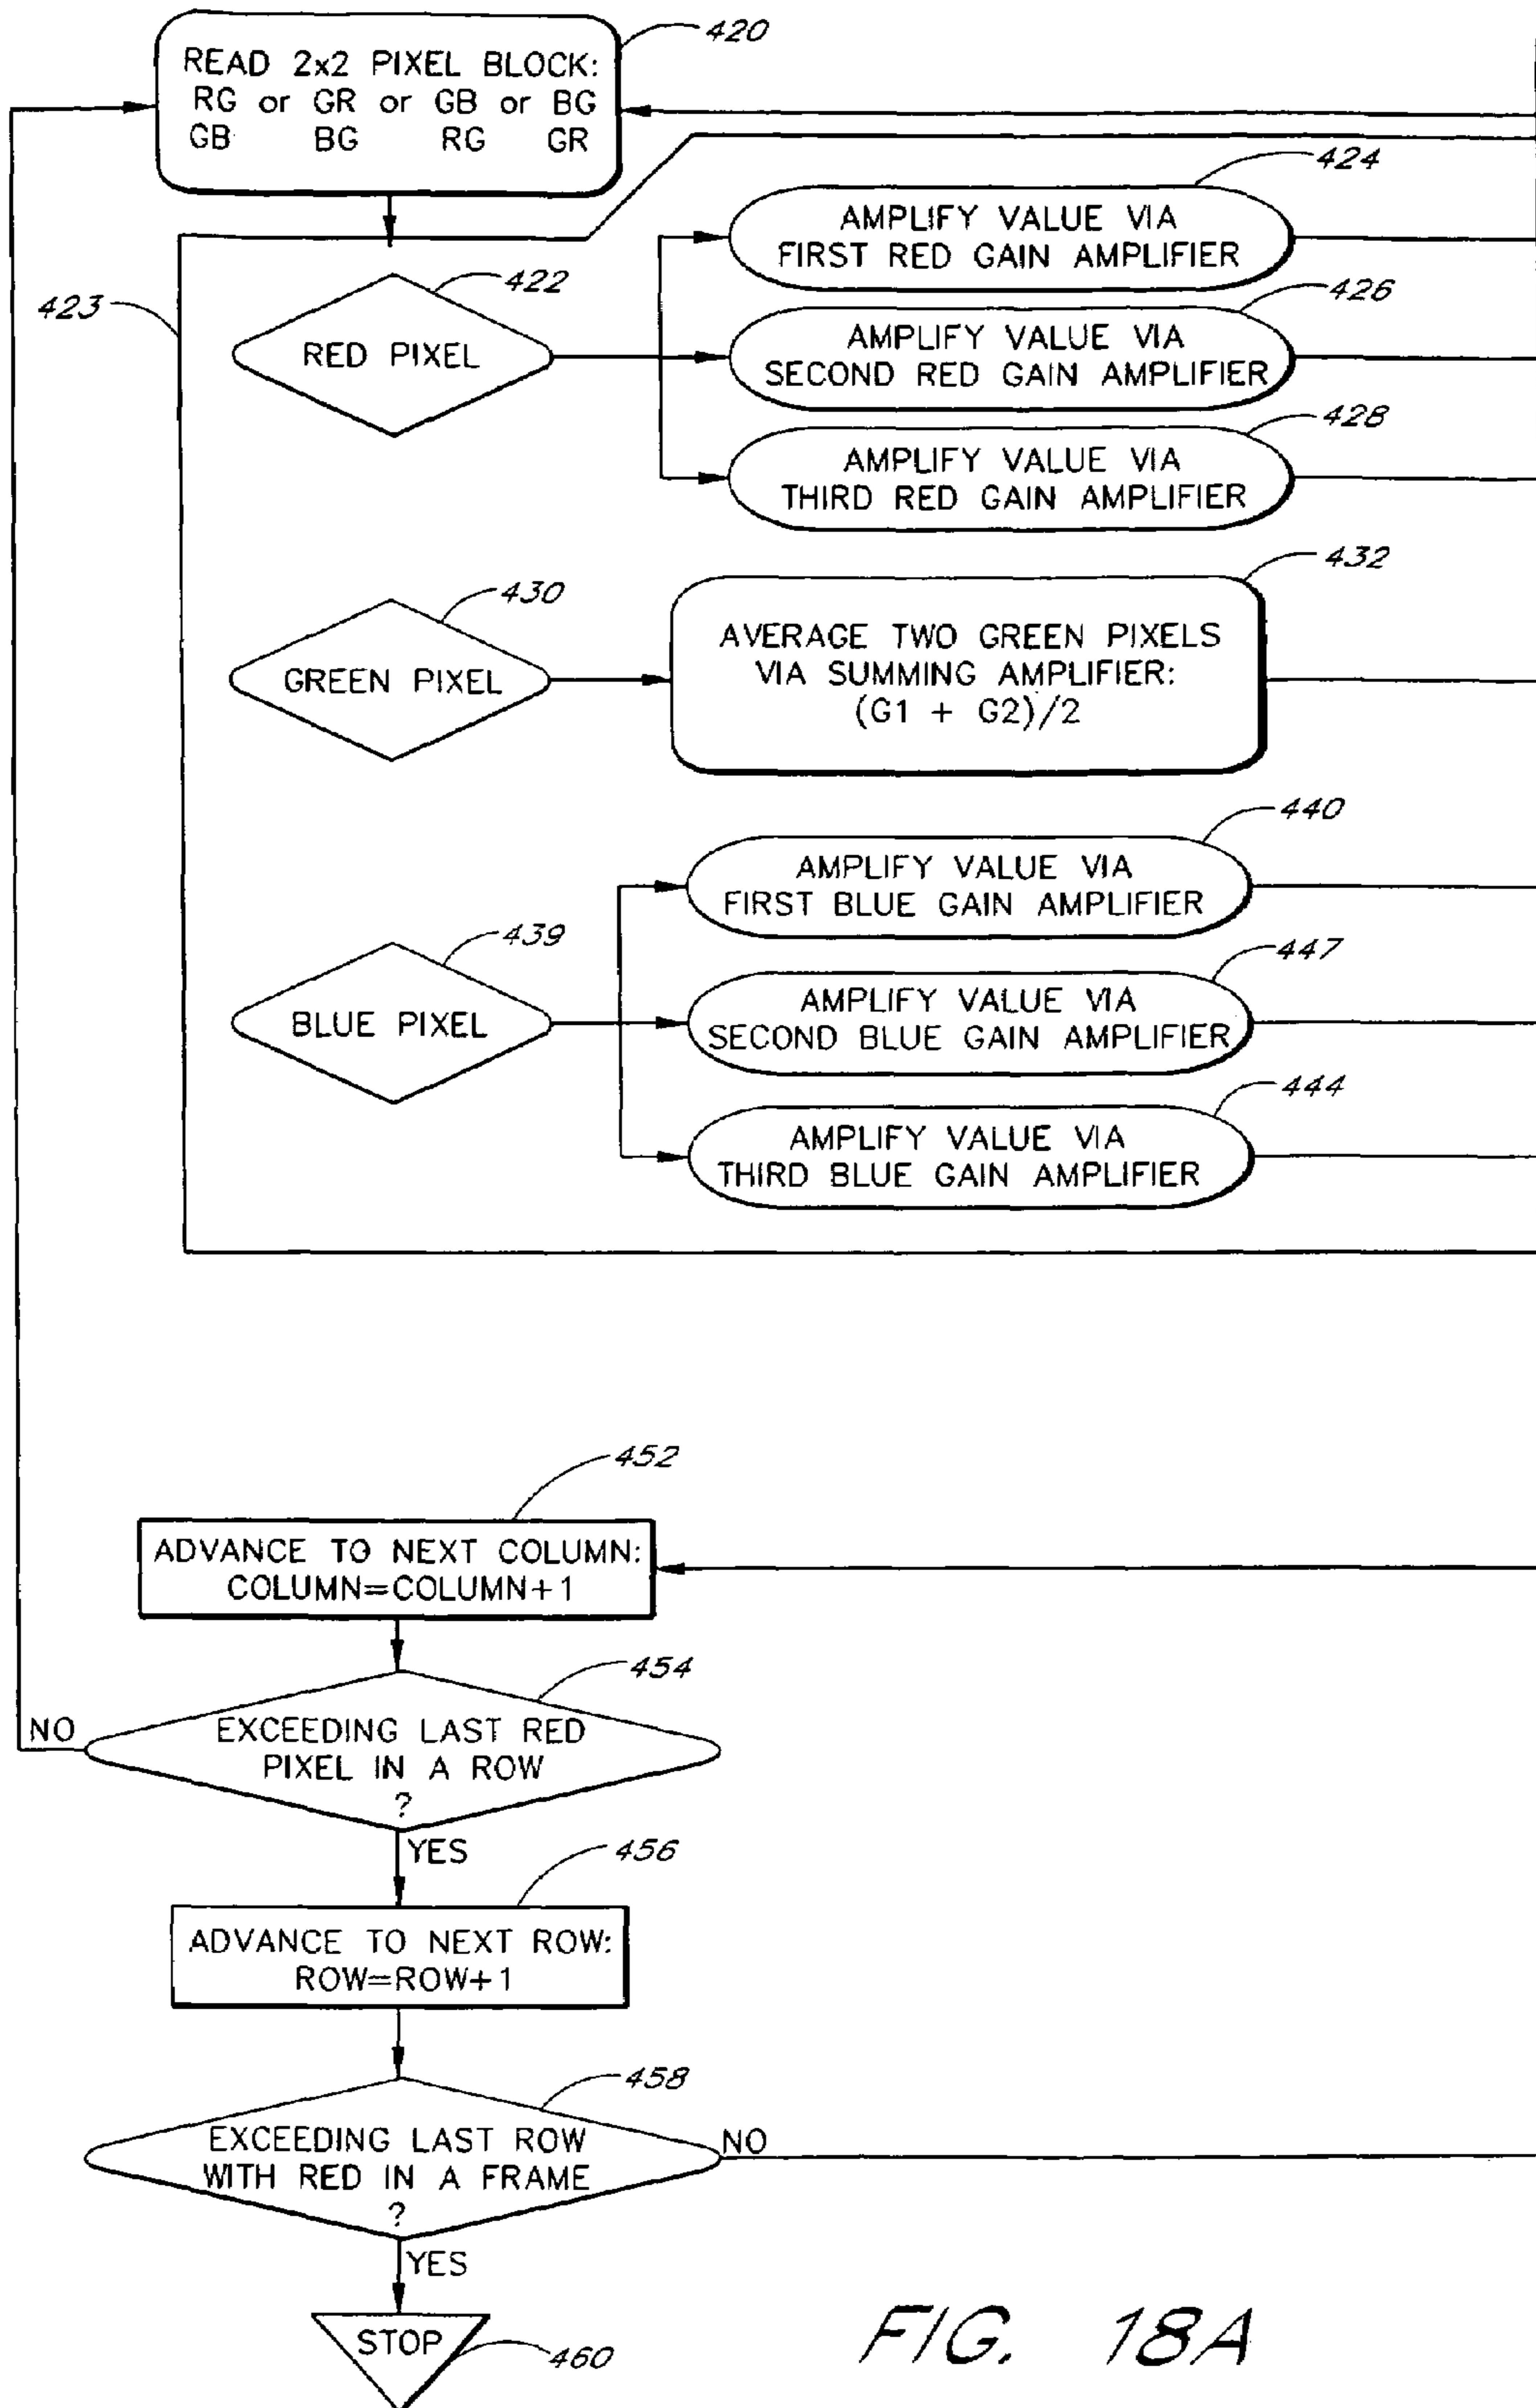 420
READ 2x2 PIXEL BLOCK:
RG or GR or GB or BG
GB BG RG GR
424
AMPLIFY VALUE VIA
FIRST RED GAIN AMPLIFIER
422
423
RED PIXEL
426
AMPLIFY VALUE VIA
SECOND RED GAIN AMPLIFIER
428
AMPLIFY VALUE VIA
THIRD RED GAIN AMPLIFIER
430
GREEN PIXEL
432
AVERAGE TWO GREEN PIXELS
VIA SUMMING AMPLIFIER:
(G1 + G2)/2
440
AMPLIFY VALUE VIA
FIRST BLUE GAIN AMPLIFIER
439
BLUE PIXEL
447
AMPLIFY VALUE VIA
SECOND BLUE GAIN AMPLIFIER
444
AMPLIFY VALUE VIA
THIRD BLUE GAIN AMPLIFIER
452
ADVANCE TO NEXT COLUMN:
COLUMN=COLUMN+1
454
NO
EXCEEDING LAST RED
PIXEL IN A ROW
?
YES
456
ADVANCE TO NEXT ROW:
ROW=ROW+1
458
EXCEEDING LAST ROW
WITH RED IN A FRAME
?
NO
YES
STOP
460
FIG. 18A